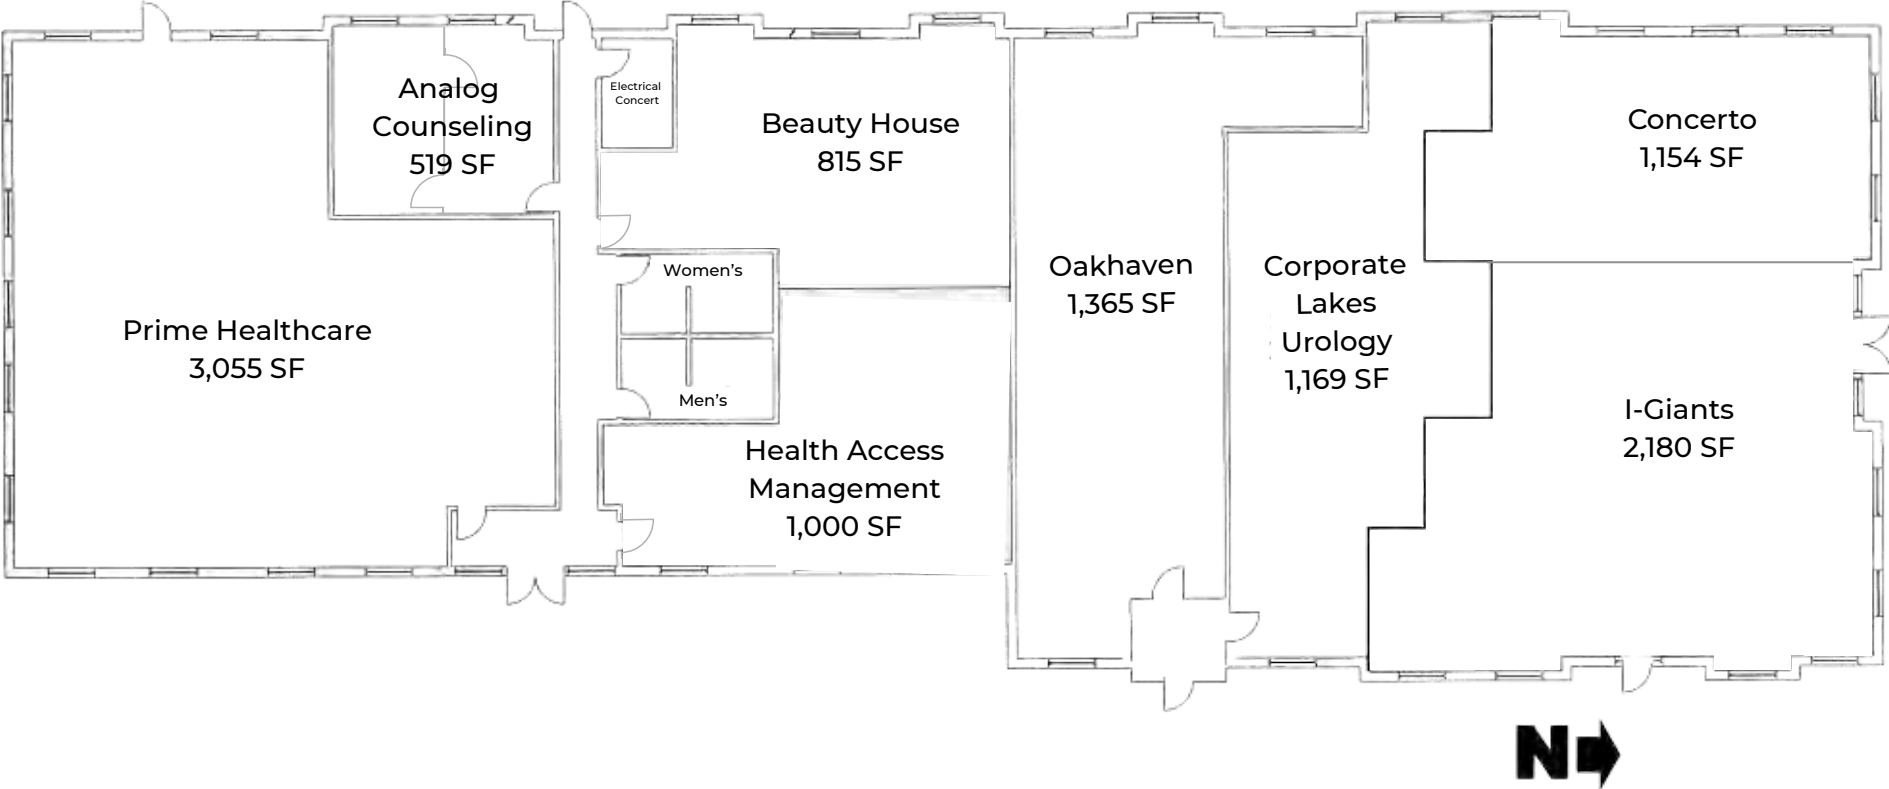 Analog
Counseling
519 SF
Electrical
Concert
Beauty House
815 SF
Concerto
1,154 SF
Women's
Oakhaven
1,365 SF
Corporate
Lakes
Urology
1,169 SF
Prime Healthcare
3,055 SF
Men's
I-Giants
2,180 SF
Health Access
Management
1,000 SF
N